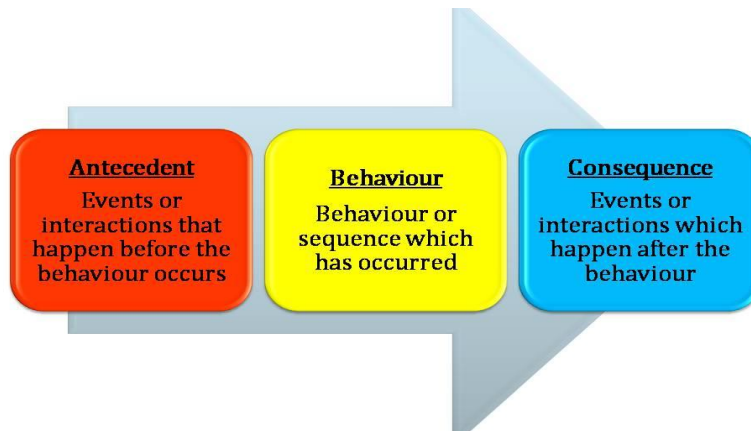 Antecedent
Events or
interactions that
happen before the
behaviour occurs
Behaviour
Behaviour or
sequence which
has occurred
Consequence
Events or
interactions which
happen after the
behaviour